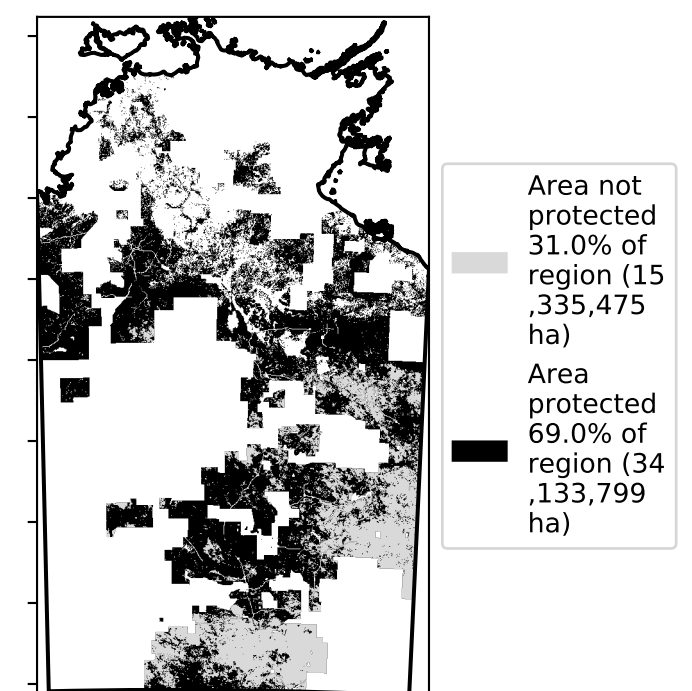 Area not
protected
31.0% of
region (15
,335,475
ha)
Area
protected
69.0% of
region (34
,133,799
ha)